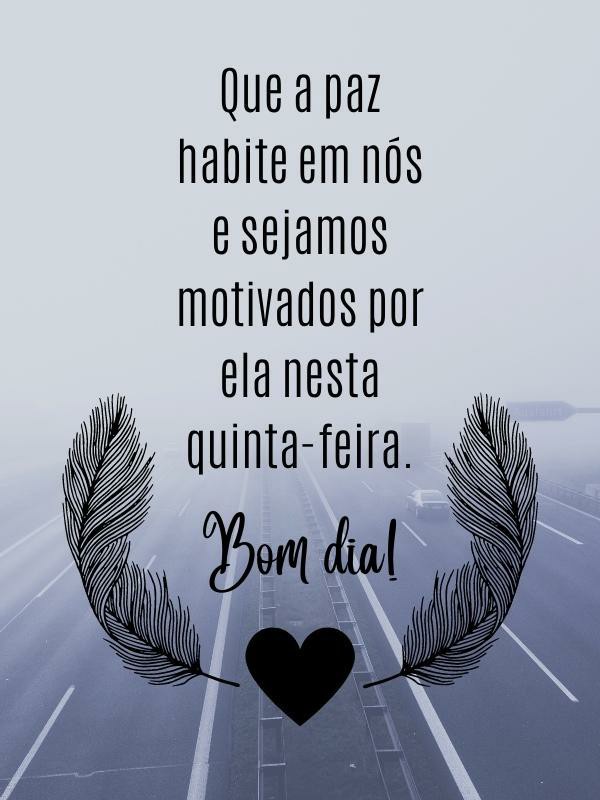 Que a paz
habite em nós
e sejamos
motivados por
ela nesta
quinta-feira.
Bom dia!